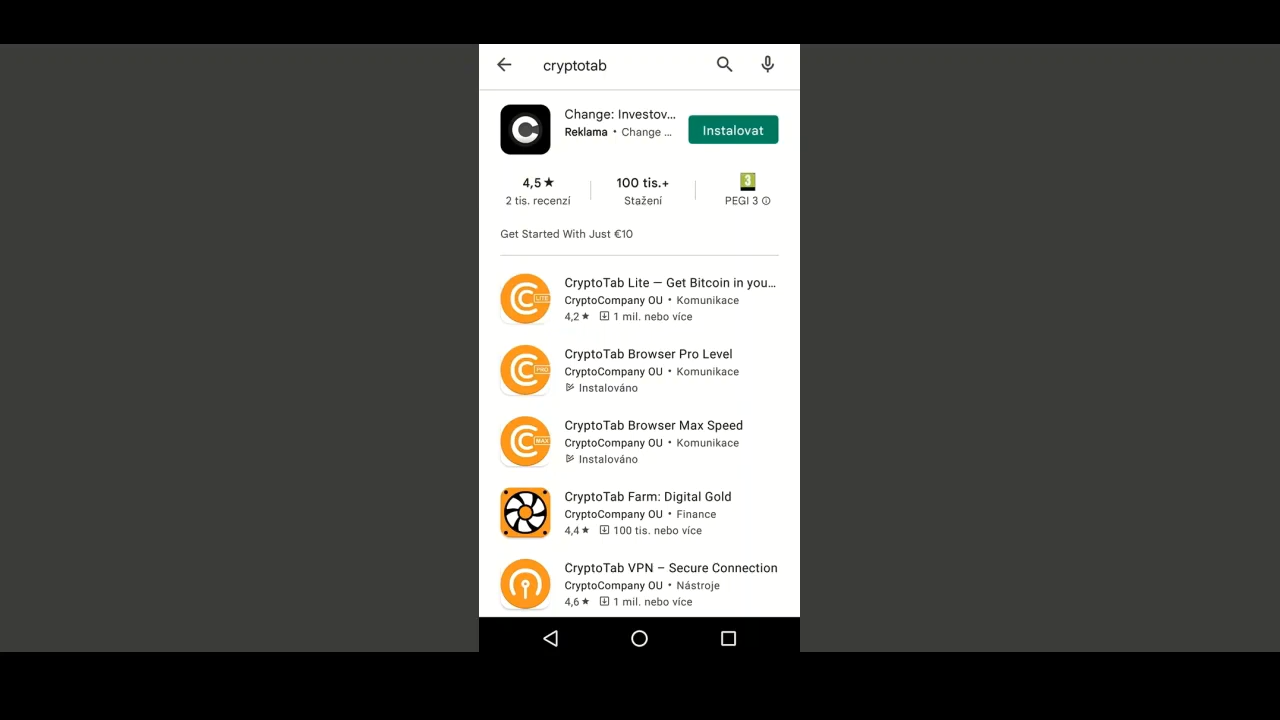 cryptotab
Change: Investov...
Reklama • Change ...
Instalovat
4,5 ★
2 tis. recenzí
100 tis.+
Stažení
3
PEGI 3
Get Started With Just €10
CryptoTab Lite — Get Bitcoin in you...
LITE
CryptoCompany OU • Komunikace
4,2 ★ 1 mil. nebo více
CryptoTab Browser Pro Level
PRO
CryptoCompany OU • Komunikace
Instalováno
CryptoTab Browser Max Speed
MAX
CryptoCompany OU • Komunikace
Instalováno
CryptoTab Farm: Digital Gold
CryptoCompany OU • Finance
4,4 ★ 100 tis. nebo více
CryptoTab VPN – Secure Connection
CryptoCompany OU • Nástroje
4,6 ★ 1 mil. nebo více